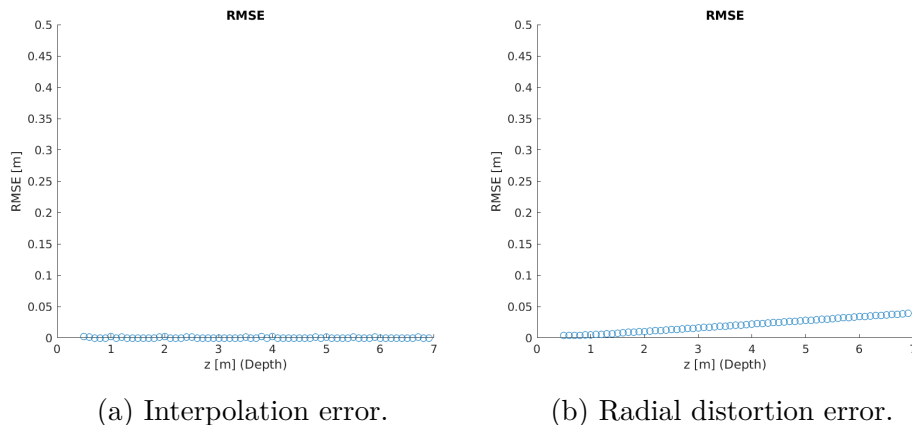 RMSE
0.5
0.45
0.4
0.35
0.3
0.25
0.2
0.15
0.1
0.05
0
RMSE [m]
0 1 2 3 4 5 6 7
z [m] (Depth)
(a) Interpolation error.
RMSE
0.5
0.45
0.4
0.35
0.3
0.25
0.2
0.15
0.1
0.05
0
RMSE [m]
0 1 2 3 4 5 6 7
z [m] (Depth)
(b) Radial distortion error.